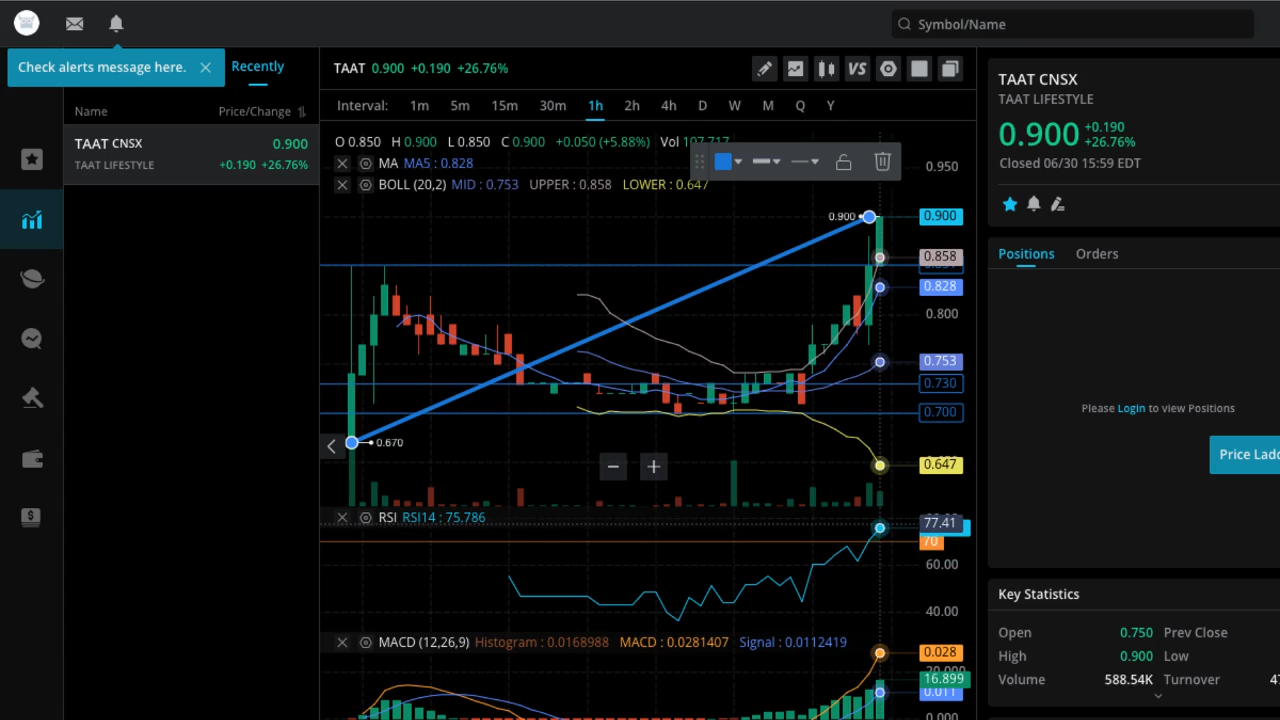 Symbol/Name
Check alerts message here.
Recently
Name Price/Change
TAAT CNSX 0.900
TAAT LIFESTYLE +0.190 +26.76%
TAAT 0.900 +0.190 +26.76%
VS
Interval: 1m 5m 15m 30m 1h 2h 4h D W M Q Y
O 0.850 H 0.900 L 0.850 C 0.900 +0.050 (+5.88%) Vol 107,717
MA MA5 : 0.828
BOLL (20,2) MID : 0.753 UPPER : 0.858 LOWER : 0.647
0.950
0.900
0.900
0.858
0.828
0.800
0.753
0.730
0.700
0.670
0.647
RSI RSI14 : 75.786
77.41
70
60.00
40.00
MACD (12,26,9) Histogram : 0.0168988 MACD : 0.0281407 Signal : 0.0112419
0.028
20.000
16.899
0.011
0.000
TAAT CNSX
TAAT LIFESTYLE
0.900 +0.190
+26.76%
Closed 06/30 15:59 EDT
Positions Orders
Please Login to view Positions
Price Ladd
Key Statistics
Open 0.750 Prev Close
High 0.900 Low
Volume 588.54K Turnover 47